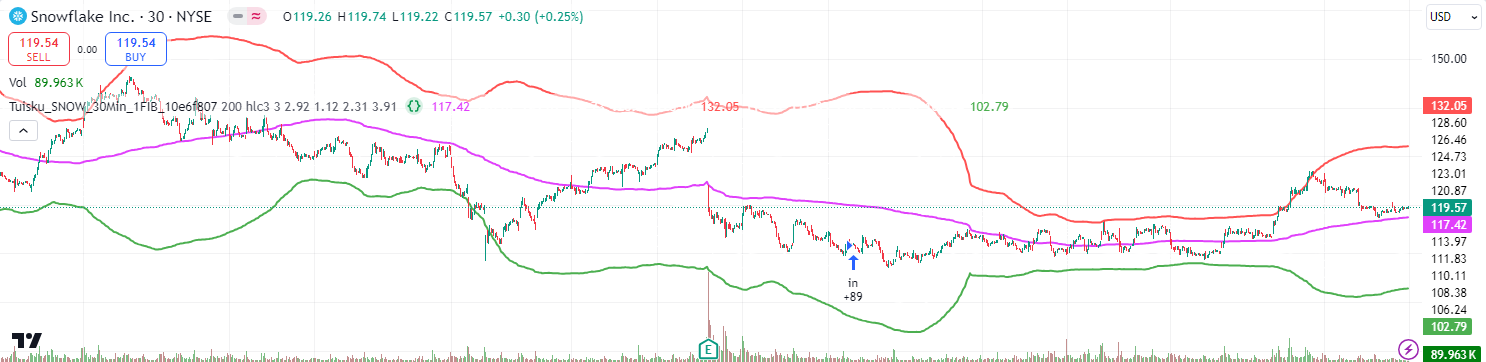 Snowflake Inc. · 30 · NYSE O119.26 H119.74 L119.22 C119.57 +0.30 (+0.25%)
119.54 SELL
0.00
119.54 BUY
Vol 89.963 K
Tuisku_SNOW_30Min_1FIB_10e6f807 200 hlc3 3 2.92 1.12 2.31 3.91 {} 117.42 132.05 102.79
in
+89
E
USD
150.00
132.05
128.60
126.46
124.73
123.01
120.87
119.57
117.42
113.97
111.83
110.11
108.38
106.24
102.79
89.963 K